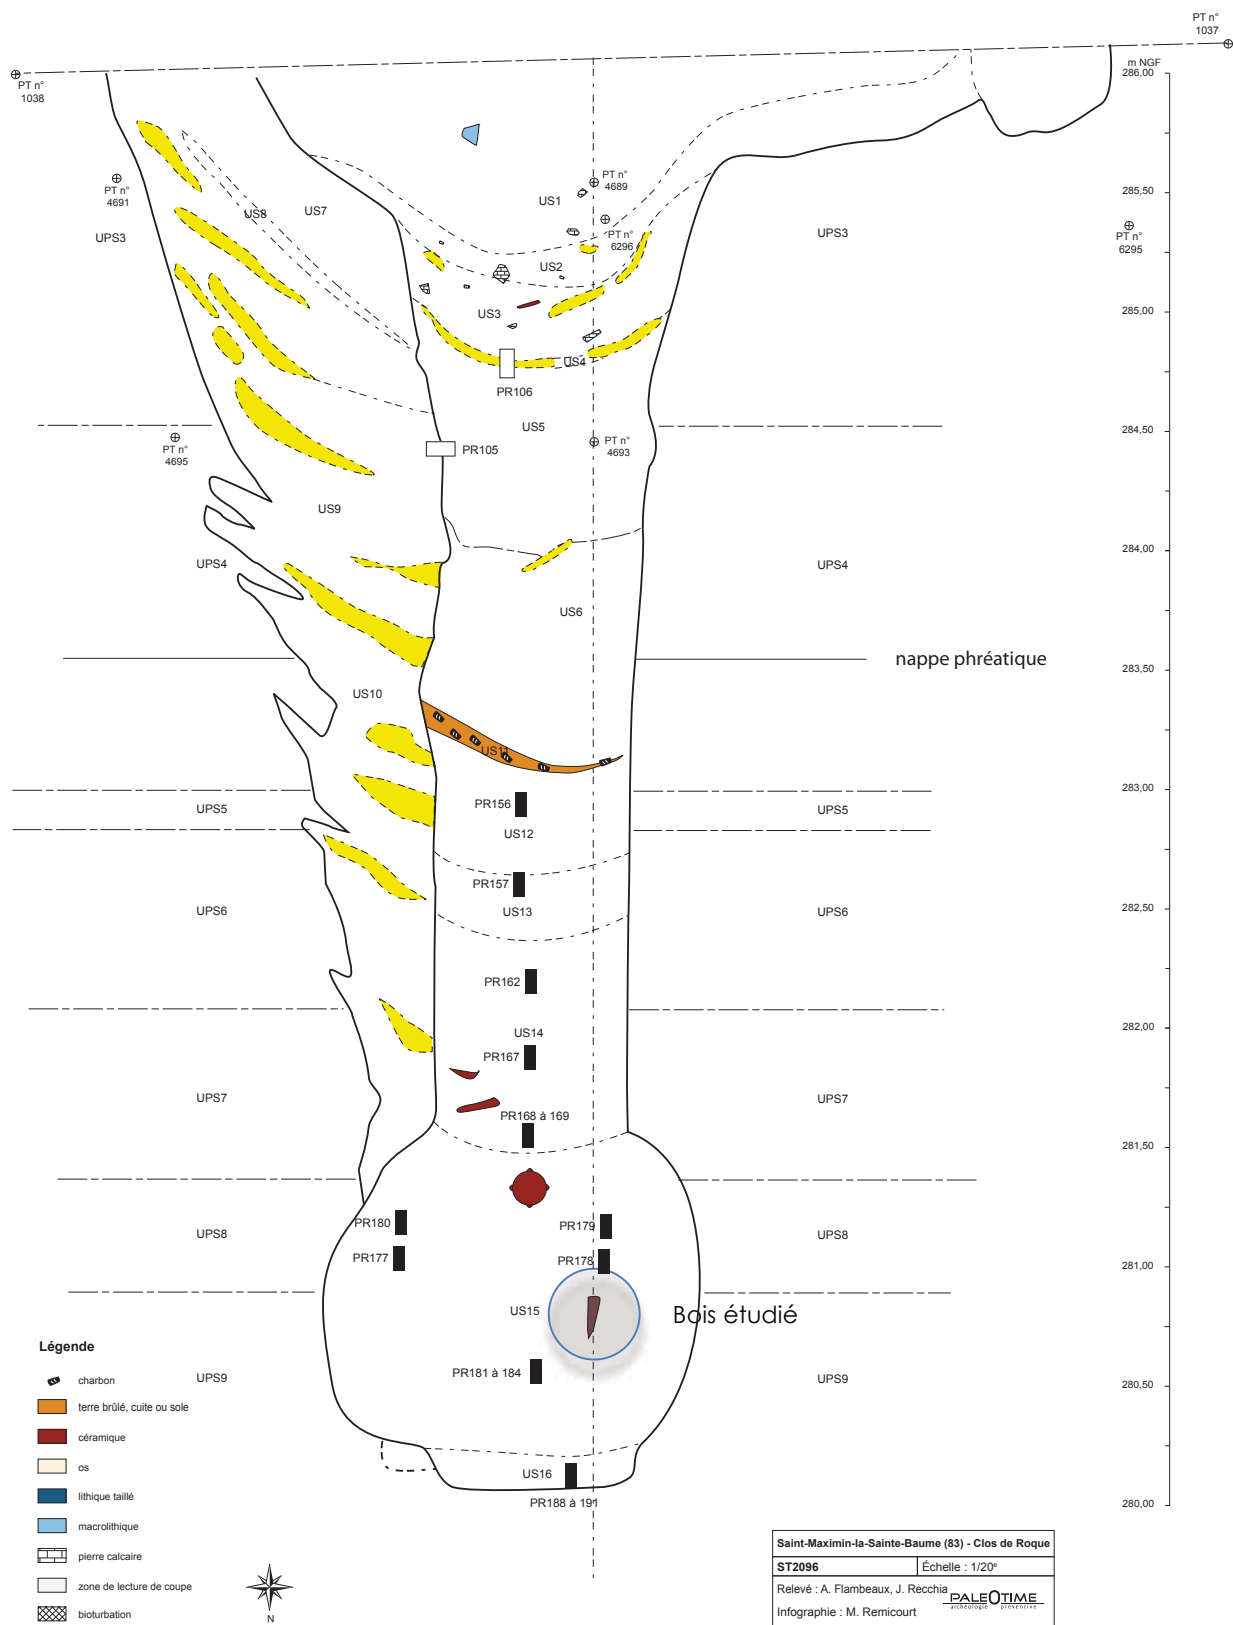 PT n°
1037
PT n°
1038
m NGF
286,00
PT n°
4691
PT n°
4689
285,50
US1
US8
US7
UPS3
PT n°
6296
UPS3
PT n°
6295
US2
285,00
US3
US4
PR106
US5
284,50
PT n°
4695
PR105
PT n°
4693
US9
284,00
UPS4
UPS4
US6
nappe phréatique
283,50
US10
US11
283,00
PR156
UPS5
UPS5
US12
PR157
US13
UPS6
UPS6
282,50
PR162
282,00
US14
PR167
UPS7
UPS7
PR168 à 169
281,50
PR180
PR179
UPS8
UPS8
PR177
PR178
281,00
US15
Bois étudié
PR181 à 184
UPS9
UPS9
280,50
US16
PR188 à 191
280,00
Légende
charbon
terre brûlé, cuite ou sole
céramique
os
lithique taillé
macrolithique
pierre calcaire
zone de lecture de coupe
bioturbation
N
Saint-Maximin-la-Sainte-Baume (83) - Clos de Roque
ST2096
Échelle : 1/20e
Relevé : A. Flambeaux, J. Recchia
Infographie : M. Remicourt
PALEOTIME
archéologie préventive